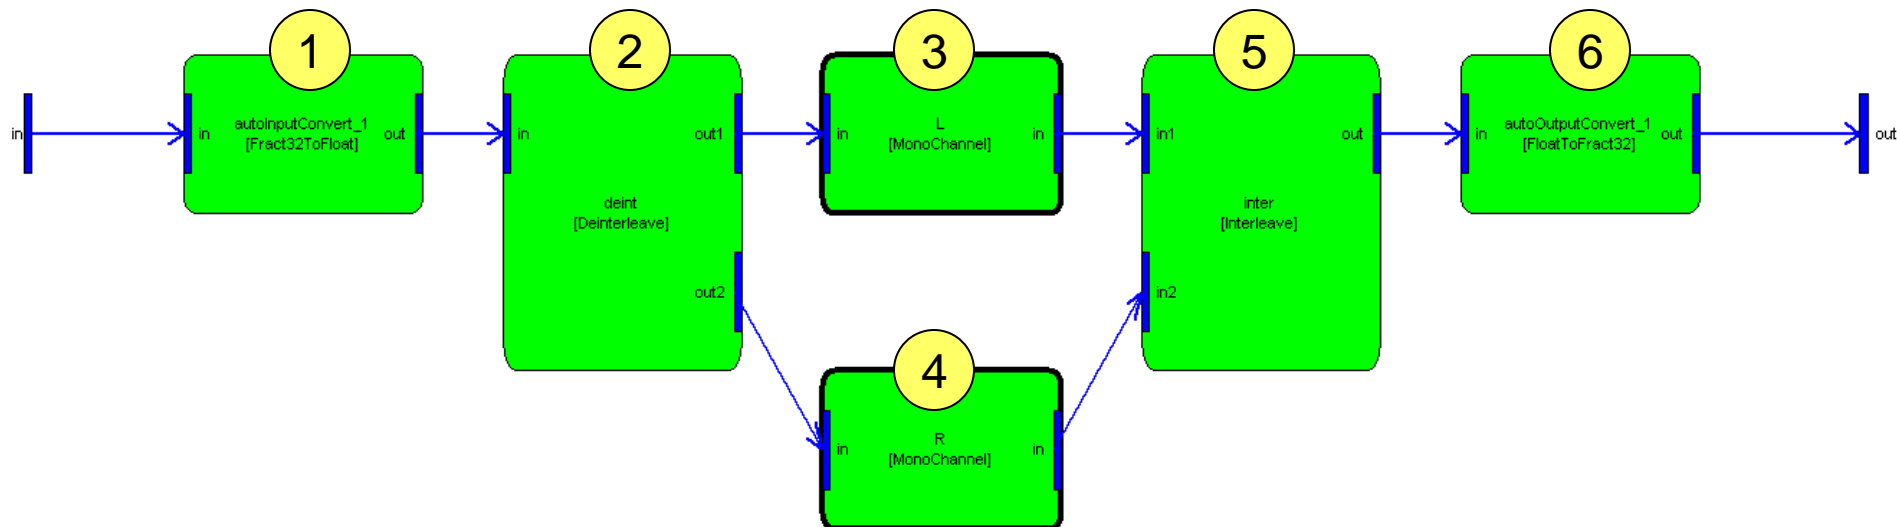 1
2
3
5
6
in
in
autoInputConvert_1
[Fract32ToFloat]
out
in
out1
deint
[Deinterleave]
out2
in
L
[MonoChannel]
in
in1
out
inter
[Interleave]
in2
in
autoOutputConvert_1
[FloatToFract32]
out
out
4
in
R
[MonoChannel]
in